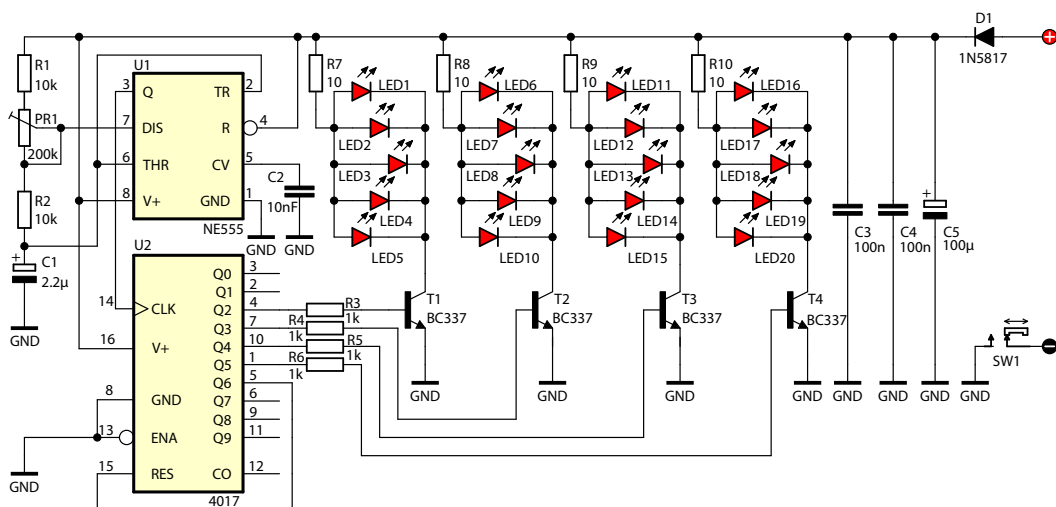 D1
1N5817
R1
10k
PR1
200k
R2
10k
C1
2.2µ
GND
U1
3 Q TR 2
7 DIS R 4
6 THR CV 5
8 V+ GND 1
NE555
C2
10nF
GND
GND
R7
10
LED1
LED2
LED3
LED4
LED5
R8
10
LED6
LED7
LED8
LED9
LED10
R9
10
LED11
LED12
LED13
LED14
LED15
R10
10
LED16
LED17
LED18
LED19
LED20
U2
Q0 3
Q1 2
14 CLK Q2 4
Q3 7
16 V+ Q4 10
Q5 1
Q6 5
8 GND Q7 6
Q8 9
13 ENA Q9 11
15 RES CO 12
4017
GND
R3
1k
R4
1k
R5
1k
R6
1k
T1
BC337
GND
T2
BC337
GND
T3
BC337
GND
T4
BC337
GND
C3
100n
GND
C4
100n
GND
C5
100µ
GND
SW1
GND